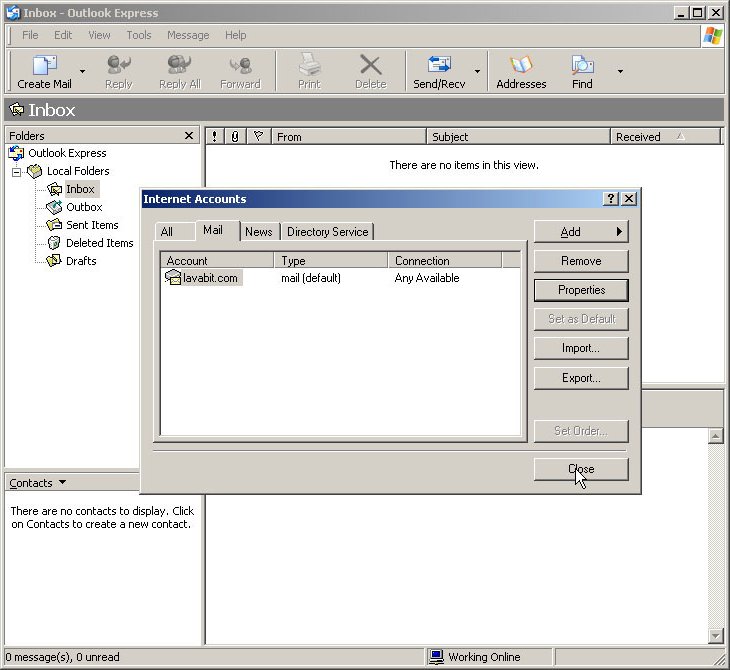 Inbox - Outlook Express
File Edit View Tools Message Help
Create Mail Reply Reply All Forward Print Delete Send/Recv Addresses Find
Inbox
Folders
! From Subject Received
Outlook Express
Local Folders
Inbox
Outbox
Sent Items
Deleted Items
Drafts
There are no items in this view.
Internet Accounts
All Mail News Directory Service
Account Type Connection
lavabit.com mail (default) Any Available
Add
Remove
Properties
Set as Default
Import...
Export...
Set Order...
Close
Contacts
There are no contacts to display. Click
on Contacts to create a new contact.
0 message(s), 0 unread Working Online